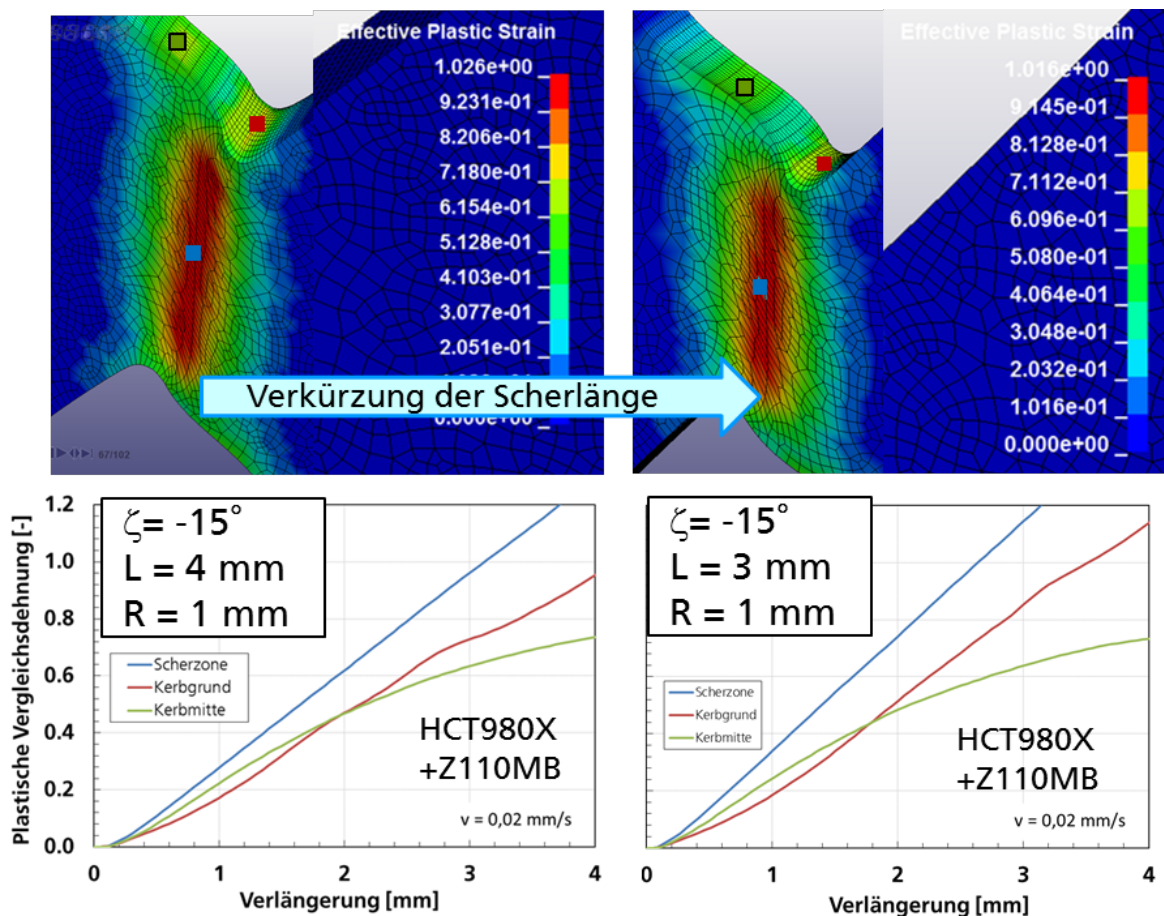 Effective Plastic Strain
1.026e+00
9.231e-01
8.206e-01
7.180e-01
6.154e-01
5.128e-01
4.103e-01
3.077e-01
2.051e-01
0.000e+00
67/102
Effective Plastic Strain
1.016e+00
9.145e-01
8.128e-01
7.112e-01
6.096e-01
5.080e-01
4.064e-01
3.048e-01
2.032e-01
1.016e-01
0.000e+00
Verkürzung der Scherlänge
Plastische Vergleichsdehnung [-]
1.2
1.0
0.8
0.6
0.4
0.2
0.0
ζ= -15°
L = 4 mm
R = 1 mm
Scherzone
Kerbgrund
Kerbmitte
HCT980X
+Z110MB
v = 0,02 mm/s
0 1 2 3 4
Verlängerung [mm]
ζ= -15°
L = 3 mm
R = 1 mm
Scherzone
Kerbgrund
Kerbmitte
HCT980X
+Z110MB
v = 0,02 mm/s
0 1 2 3 4
Verlängerung [mm]